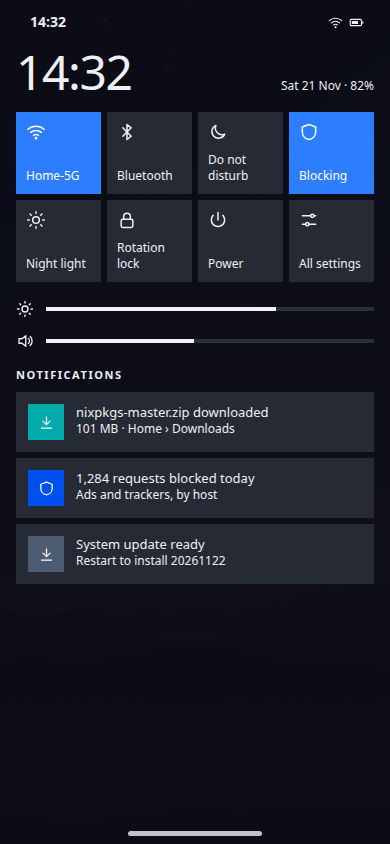 14:32
14:32
Sat 21 Nov · 82%
Home-5G
Bluetooth
Do not
disturb
Blocking
Night light
Rotation
lock
Power
All settings
NOTIFICATIONS
nixpkgs-master.zip downloaded
101 MB · Home › Downloads
1,284 requests blocked today
Ads and trackers, by host
System update ready
Restart to install 20261122